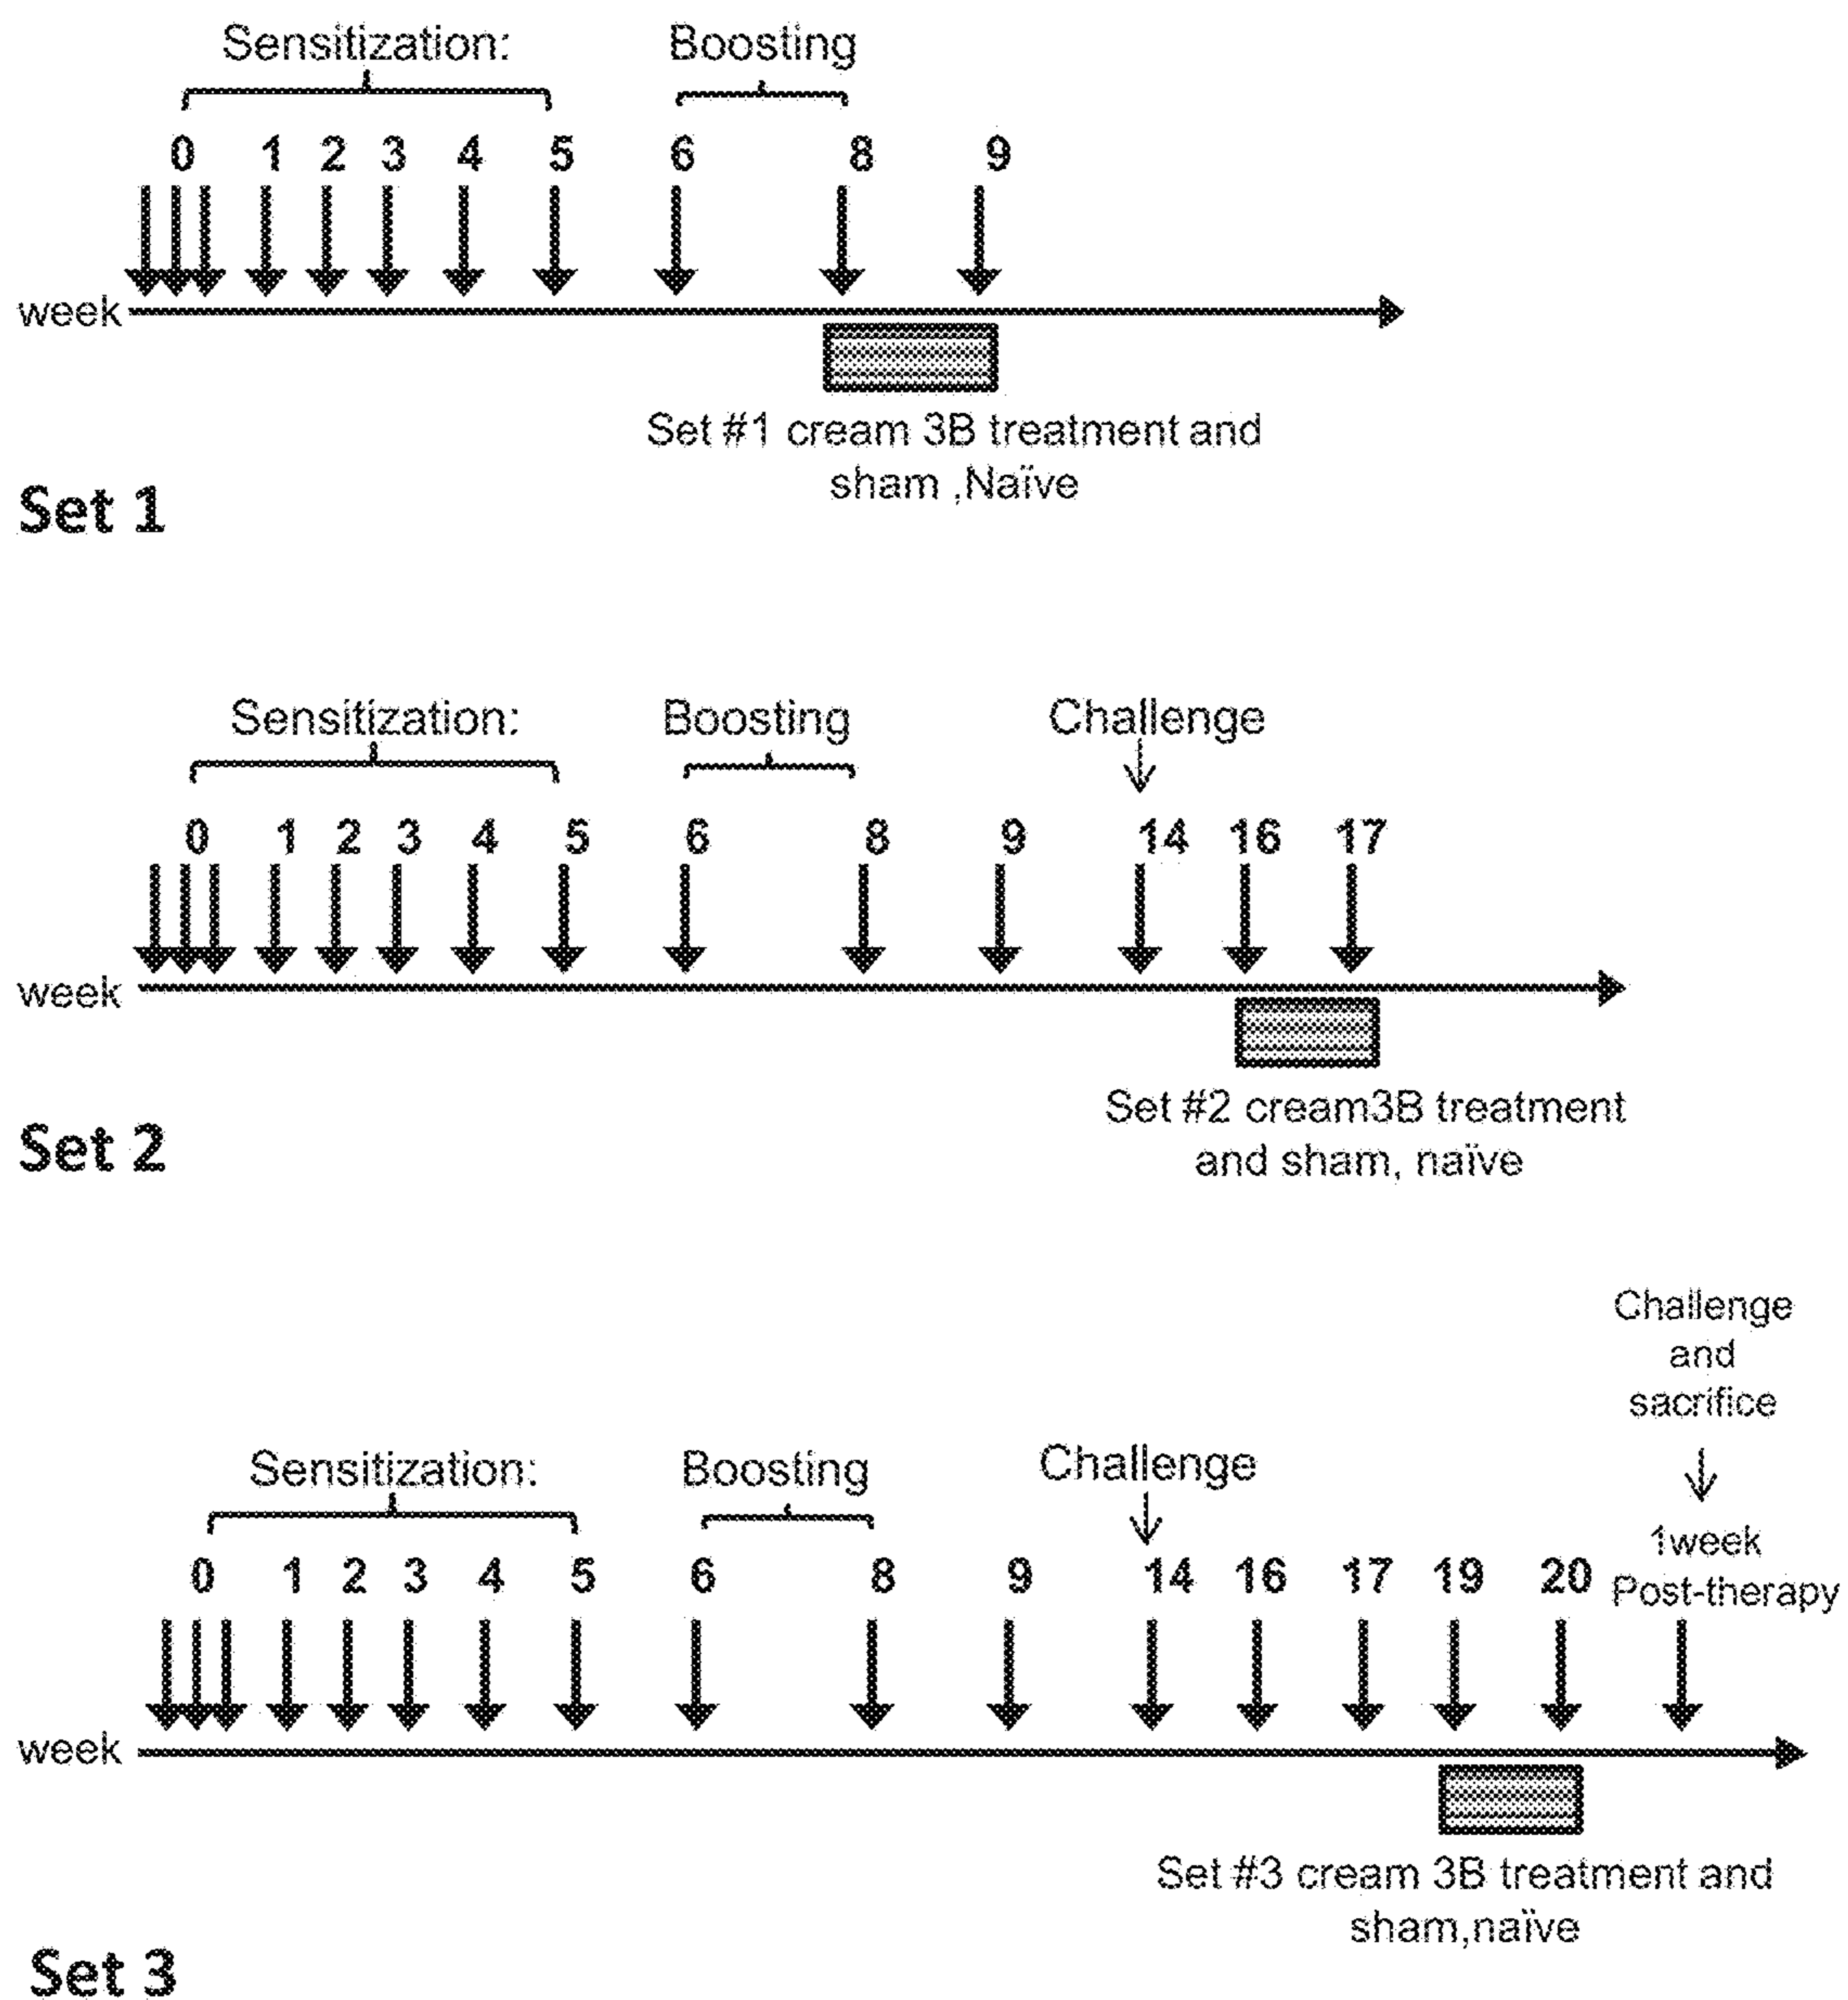 Sensitization: Boosting
0 1 2 3 4 5 6 8 9
week
Set #1 cream 3B treatment and
sham ,Naïve
Set 1
Sensitization: Boosting Challenge
0 1 2 3 4 5 6 8 9 14 16 17
week
Set #2 cream3B treatment
and sham, naïve
Set 2
Challenge
and
sacrifice
Sensitization: Boosting Challenge
1week
Post-therapy
0 1 2 3 4 5 6 8 9 14 16 17 19 20
week
Set #3 cream 3B treatment and
sham,naïve
Set 3